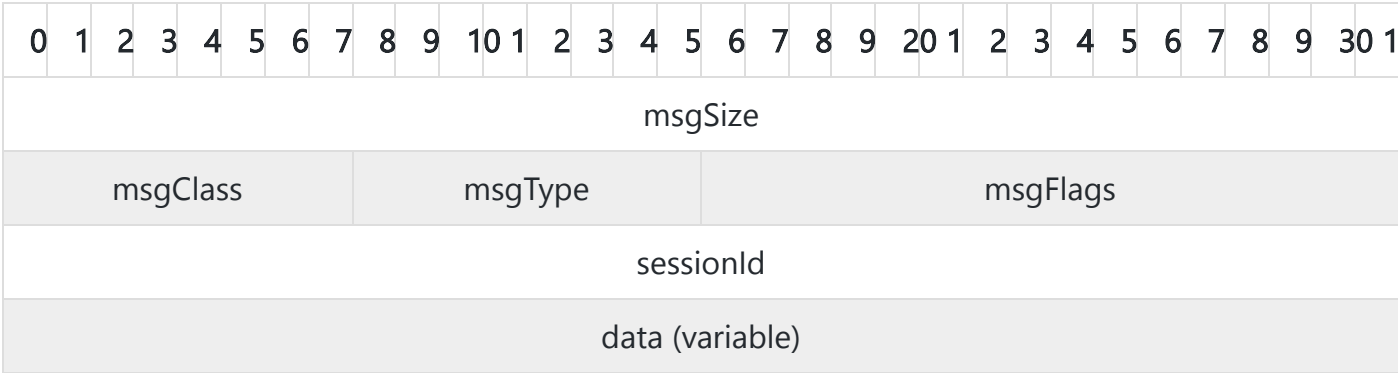 0 1 2 3 4 5 6 7 8 9 10 1 2 3 4 5 6 7 8 9 20 1 2 3 4 5 6 7 8 9 30 1
msgSize
msgClass msgType msgFlags
sessionId
data (variable)